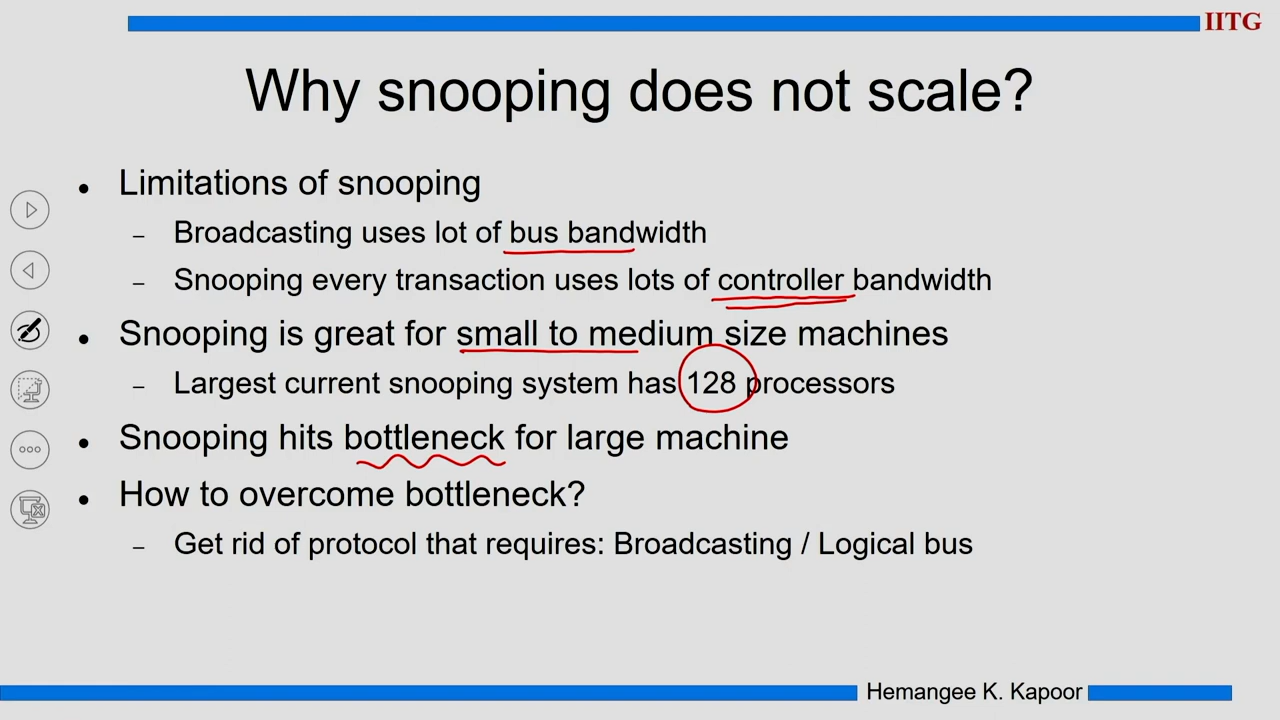 IITG
Why snooping does not scale?
● Limitations of snooping
– Broadcasting uses lot of bus bandwidth
– Snooping every transaction uses lots of controller bandwidth
● Snooping is great for small to medium size machines
– Largest current snooping system has 128 processors
● Snooping hits bottleneck for large machine
● How to overcome bottleneck?
– Get rid of protocol that requires: Broadcasting / Logical bus
Hemangee K. Kapoor